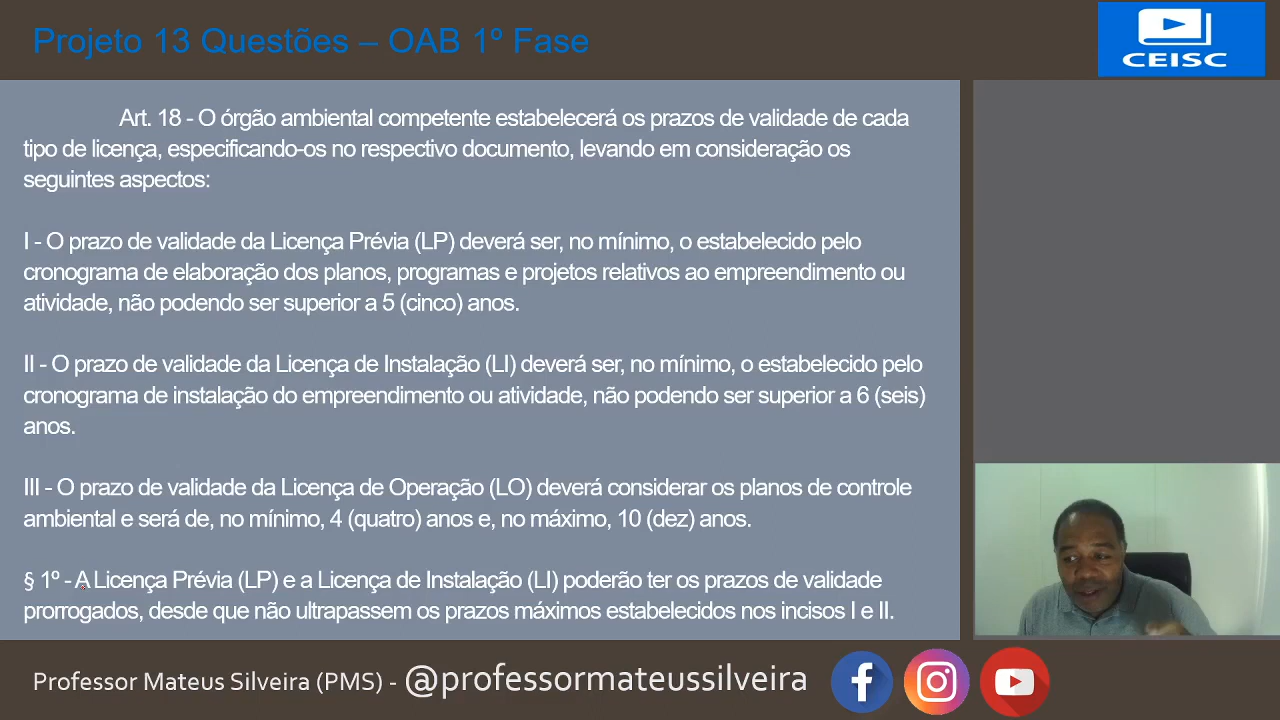 Projeto 13 Questões – OAB 1º Fase
CEISC
Art. 18 - O órgão ambiental competente estabelecerá os prazos de validade de cada
tipo de licença, especificando-os no respectivo documento, levando em consideração os
seguintes aspectos:
I - O prazo de validade da Licença Prévia (LP) deverá ser, no mínimo, o estabelecido pelo
cronograma de elaboração dos planos, programas e projetos relativos ao empreendimento ou
atividade, não podendo ser superior a 5 (cinco) anos.
II - O prazo de validade da Licença de Instalação (LI) deverá ser, no mínimo, o estabelecido pelo
cronograma de instalação do empreendimento ou atividade, não podendo ser superior a 6 (seis)
anos.
III - O prazo de validade da Licença de Operação (LO) deverá considerar os planos de controle
ambiental e será de, no mínimo, 4 (quatro) anos e, no máximo, 10 (dez) anos.
§ 1º - A Licença Prévia (LP) e a Licença de Instalação (LI) poderão ter os prazos de validade
prorrogados, desde que não ultrapassem os prazos máximos estabelecidos nos incisos I e II.
Professor Mateus Silveira (PMS) - @professormateussilveira